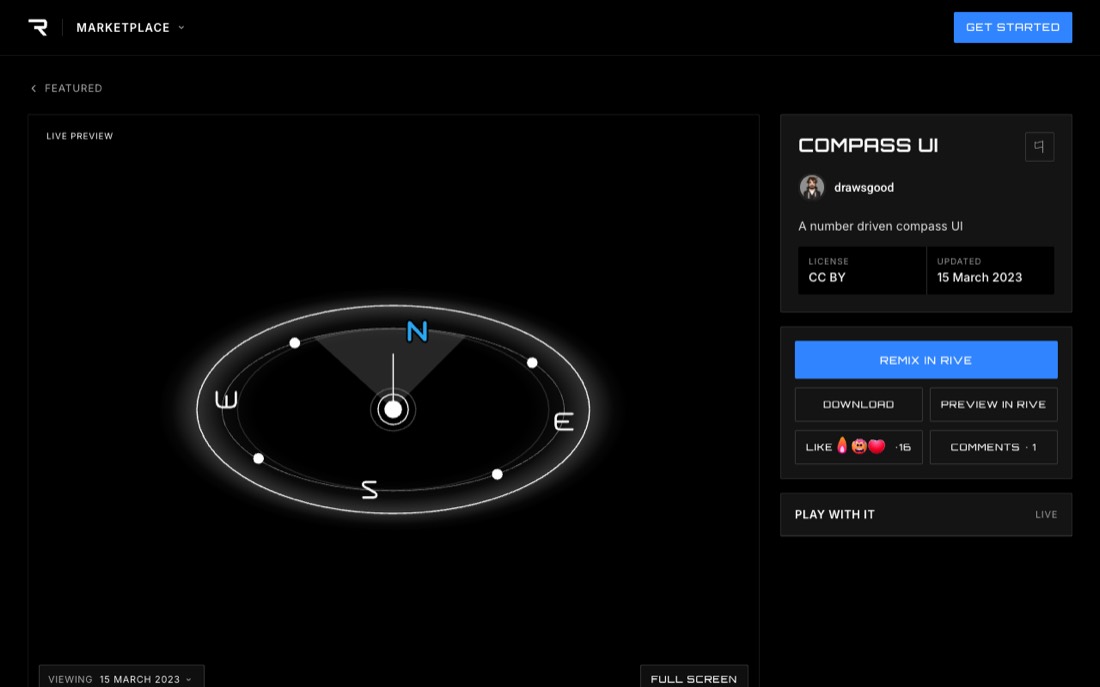 MARKETPLACE
GET STARTED
FEATURED
LIVE PREVIEW
N
W
E
S
VIEWING 15 MARCH 2023
FULL SCREEN
COMPASS UI
drawsgood
A number driven compass UI
LICENSE
CC BY
UPDATED
15 March 2023
REMIX IN RIVE
DOWNLOAD
PREVIEW IN RIVE
LIKE 🔥 · 16
COMMENTS · 1
PLAY WITH IT
LIVE